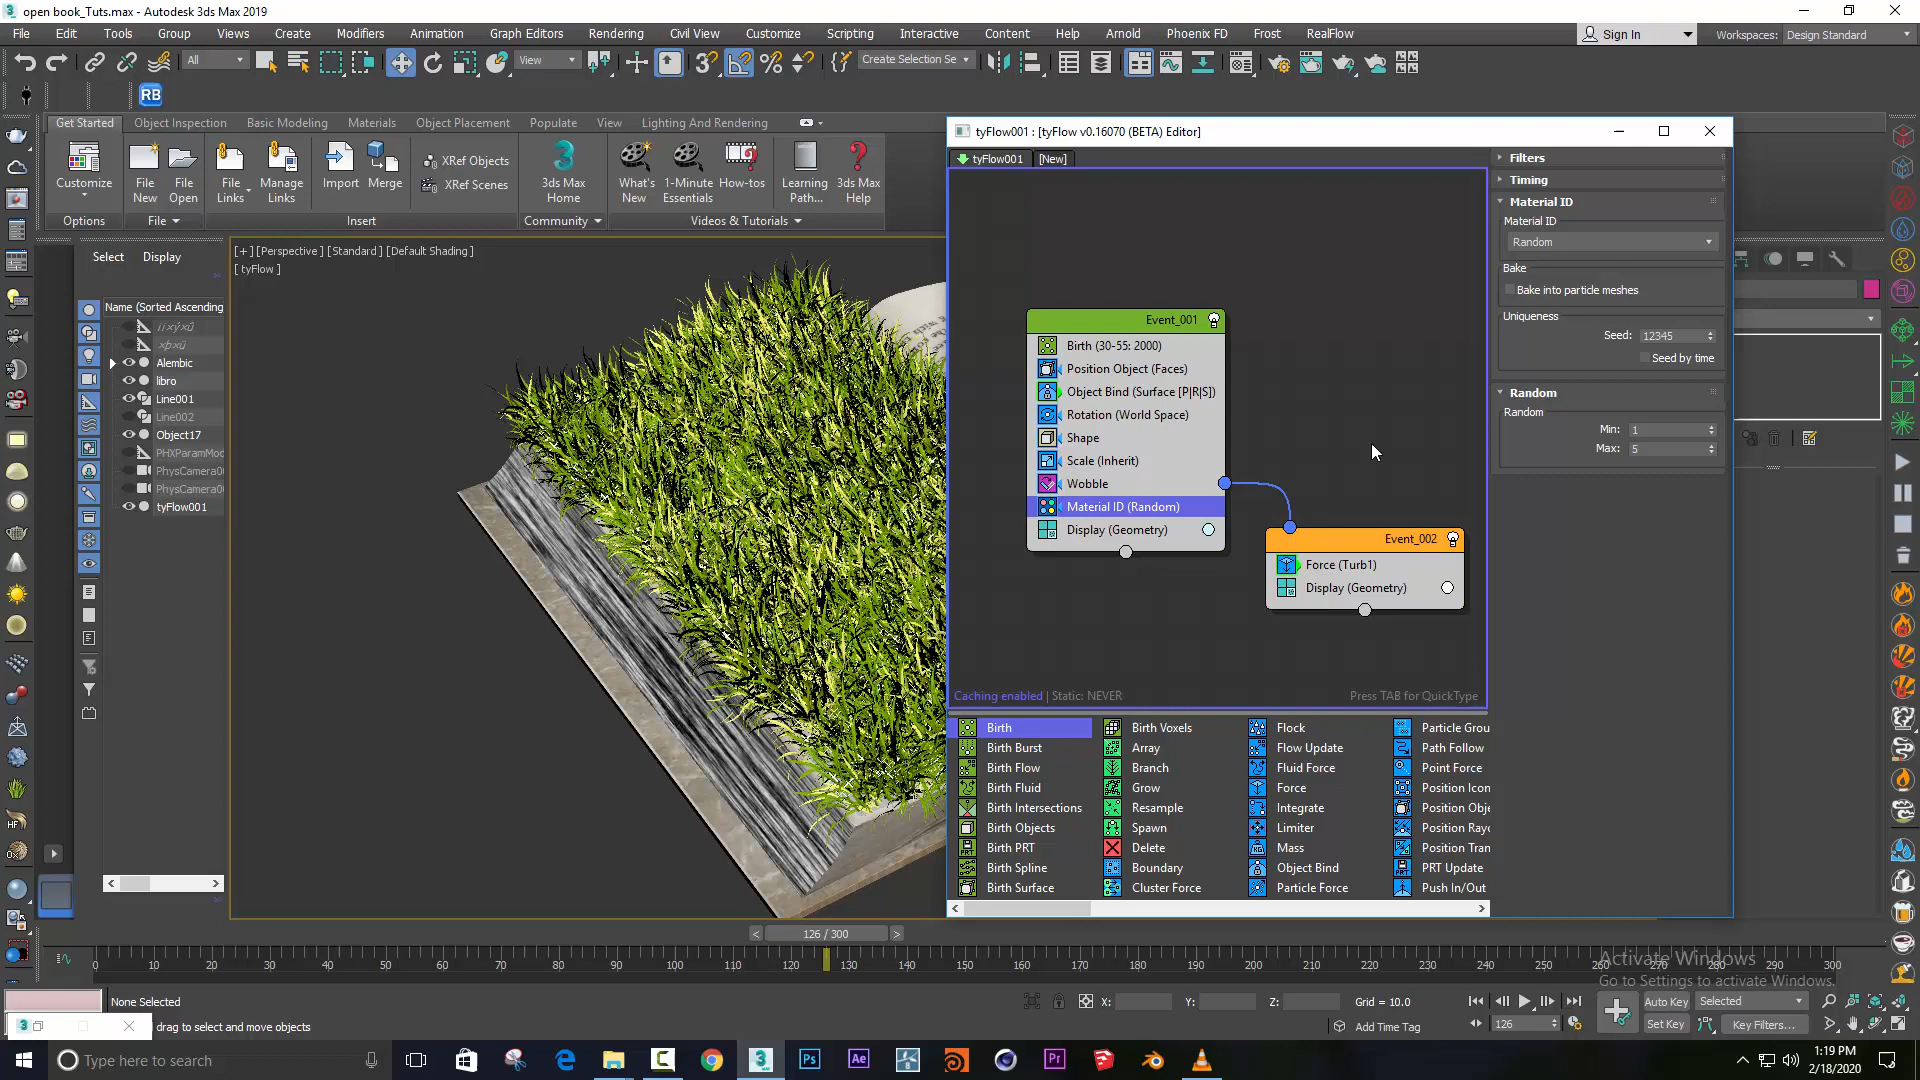 open book_Tuts.max - Autodesk 3ds Max 2019
File Edit Tools Group Views Create Modifiers Animation Graph Editors Rendering Civil View Customize Scripting Interactive Content Help Arnold Phoenix FD Frost RealFlow
Sign In Workspaces: Design Standard
All View Create Selection Se
RB
Get Started Object Inspection Basic Modeling Materials Object Placement Populate View Lighting And Rendering
Customize
File New
File Open
File Links
Manage Links
Import
Merge
XRef Objects
XRef Scenes
3ds Max Home
What's New
1-Minute Essentials
How-tos
Learning Path...
3ds Max Help
Options File Insert Community Videos & Tutorials
Select Display
Name (Sorted Ascending
Alembic
libro
Line001
Line002
Object17
PHXParamMod
PhysCamera00
PhysCamera00
tyFlow001
[+] [Perspective] [Standard] [Default Shading]
[ tyFlow ]
tyFlow001 : [tyFlow v0.16070 (BETA) Editor]
tyFlow001 [New]
Event_001
Birth (30-55: 2000)
Position Object (Faces)
Object Bind (Surface [P|R|S])
Rotation (World Space)
Shape
Scale (Inherit)
Wobble
Material ID (Random)
Display (Geometry)
Event_002
Force (Turb1)
Display (Geometry)
Caching enabled | Static: NEVER
Press TAB for QuickType
Filters
Timing
Material ID
Material ID
Random
Bake
Bake into particle meshes
Uniqueness
Seed: 12345
Seed by time
Random
Random
Min: 1
Max: 5
Birth Birth Voxels Flock Particle Grou
Birth Burst Array Flow Update Path Follow
Birth Flow Branch Fluid Force Point Force
Birth Fluid Grow Force Position Icon
Birth Intersections Resample Integrate Position Obje
Birth Objects Spawn Limiter Position Rayc
Birth PRT Delete Mass Position Tran
Birth Spline Boundary Object Bind PRT Update
Birth Surface Cluster Force Particle Force Push In/Out
126 / 300
0 10 20 30 40 50 60 70 80 90 100 110 120 130 140 150 160 170 180 190 200 210 220 230 240 250 260 270 280 290 300
Activate Windows
Go to Settings to activate Windows.
None Selected
X: Y: Z: Grid = 10.0
Auto Key Selected
drag to select and move objects
Add Time Tag
126
Set Key Key Filters...
Type here to search
1:19 PM
2/18/2020